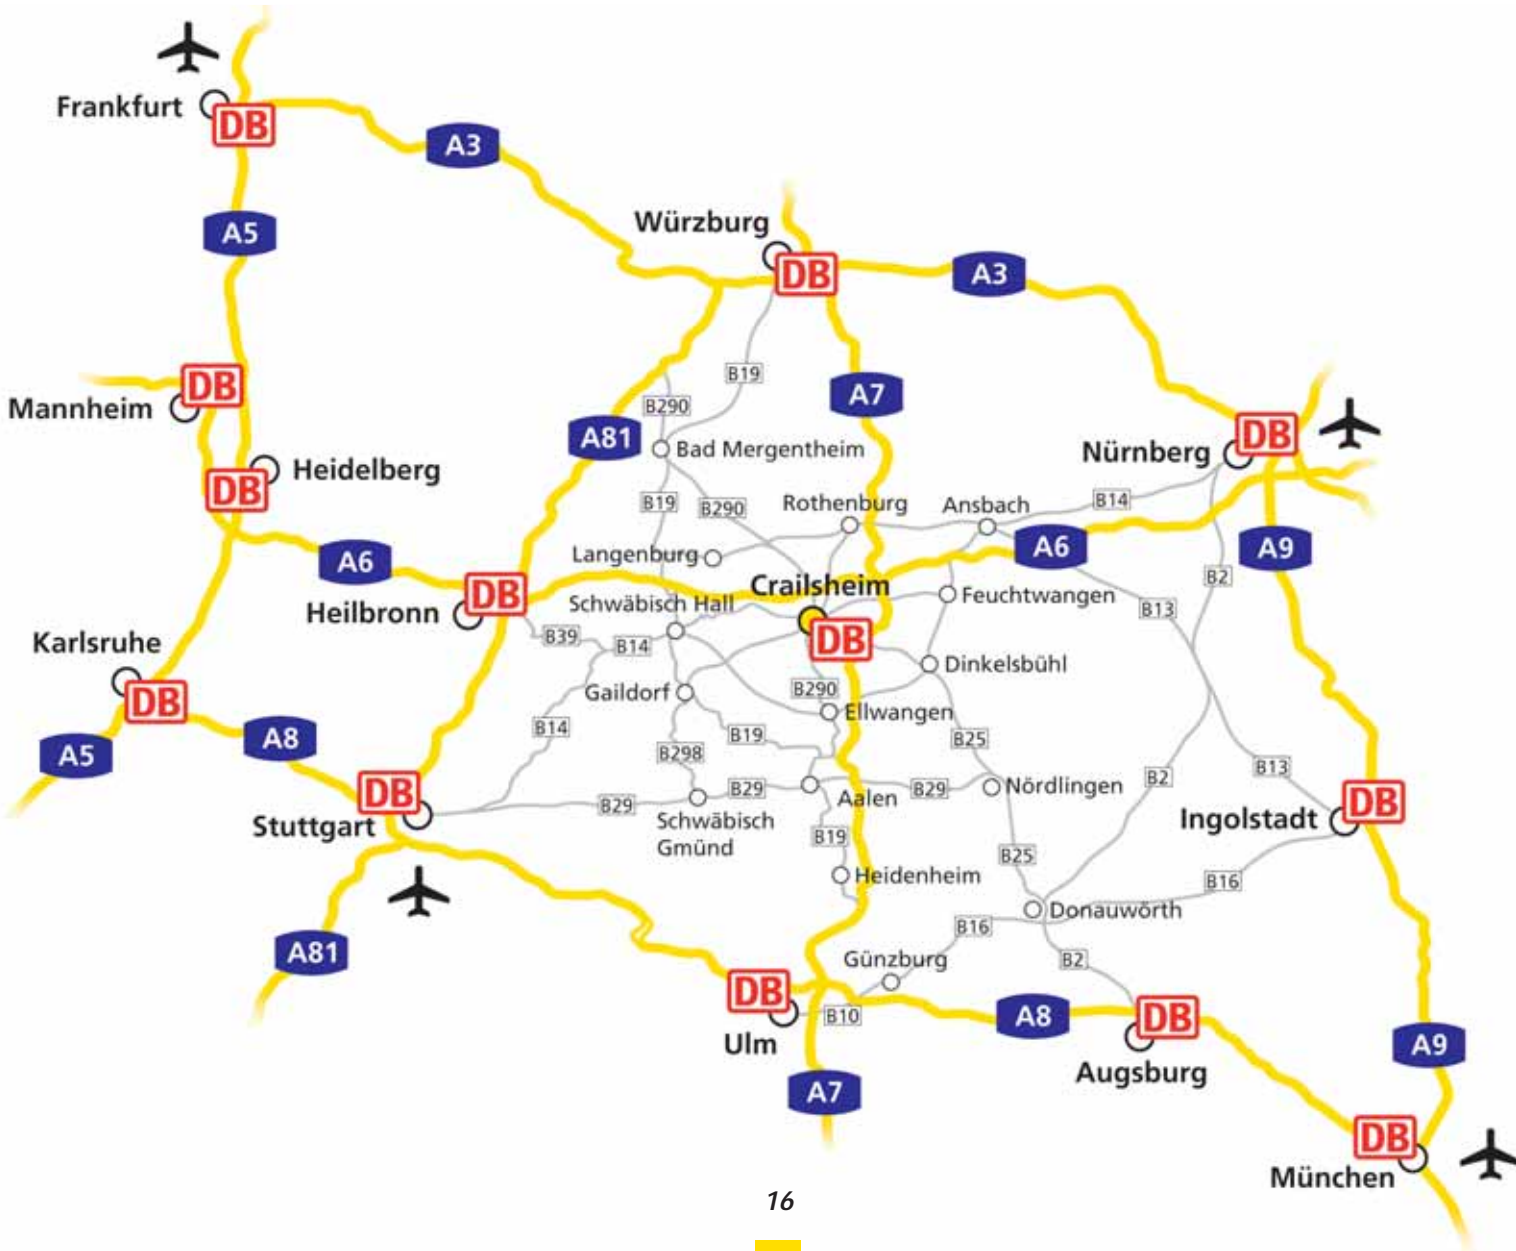 Frankfurt
DB
A3
A5
Würzburg
DB
A3
B19
Mannheim
DB
B290
A7
A81
Nürnberg
DB
Bad Mergentheim
Heidelberg
DB
B19
B290
Rothenburg
Ansbach
B14
A6
Langenburg
A6
A9
B2
Crailsheim
DB
Heilbronn
DB
Schwäbisch Hall
Feuchtwangen
B13
B39
B14
Karlsruhe
DB
Dinkelsbühl
Gaildorf
B290
Ellwangen
A5
A8
B14
B298
B19
B25
B2
B13
Stuttgart
DB
B29
B29
Aalen
B29
Nördlingen
Schwäbisch
Gmünd
Ingolstadt
DB
B19
B25
Heidenheim
B16
Donauwörth
B16
A81
Günzburg
B2
DB
Ulm
B10
A8
DB
Augsburg
A9
A7
DB
München
16